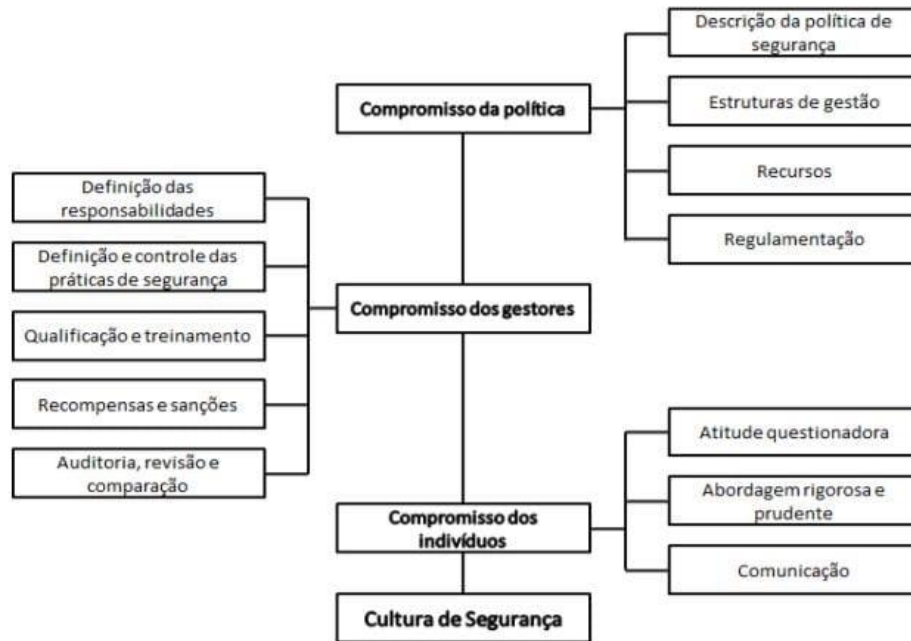 Descrição da política de
segurança
Compromisso da política
Estruturas de gestão
Recursos
Regulamentação
Definição das
responsabilidades
Definição e controle das
práticas de segurança
Compromisso dos gestores
Qualificação e treinamento
Recompensas e sanções
Auditoria, revisão e
comparação
Atitude questionadora
Abordagem rigorosa e
prudente
Compromisso dos
indivíduos
Comunicação
Cultura de Segurança